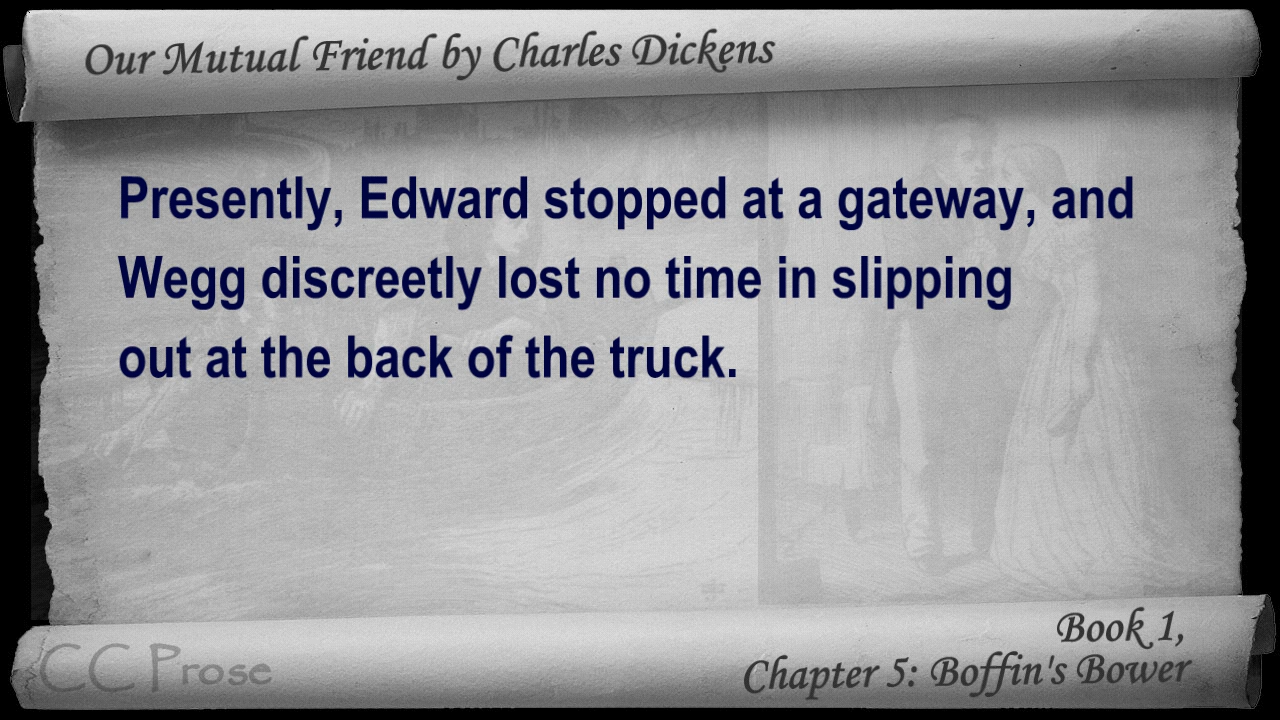 Our Mutual Friend by Charles Dickens
Presently, Edward stopped at a gateway, and
Wegg discreetly lost no time in slipping
out at the back of the truck.
CC Prose
Book 1,
Chapter 5: Boffin's Bower